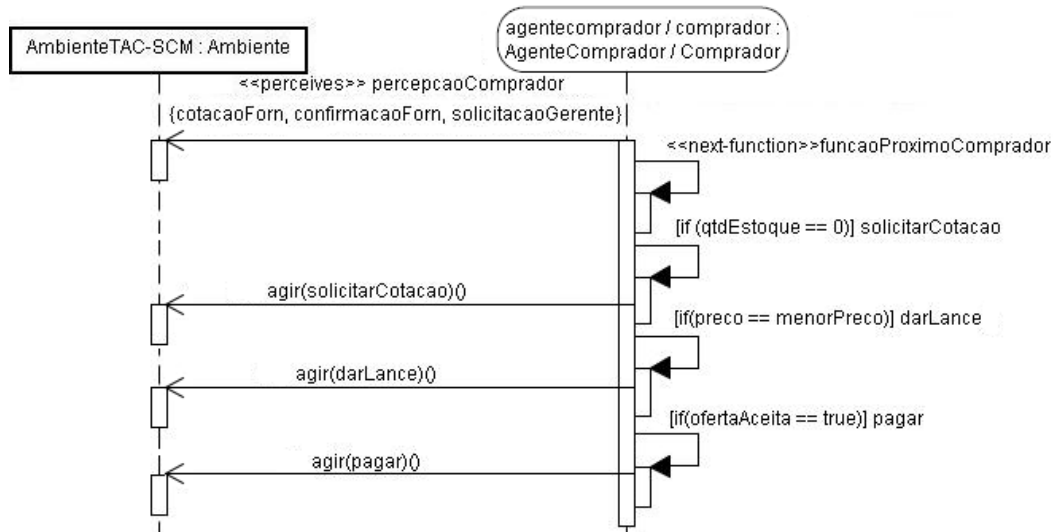 AmbienteTAC-SCM : Ambiente
agentecomprador / comprador :
AgenteComprador / Comprador
<<perceives>> percepcaoComprador
{cotacaoForn, confirmacaoForn, solicitacaoGerente}
<<next-function>>funcaoProximoComprador
[if (qtdEstoque == 0)] solicitarCotacao
agir(solicitarCotacao)()
[if(preco == menorPreco)] darLance
agir(darLance)()
[if(ofertaAceita == true)] pagar
agir(pagar)()